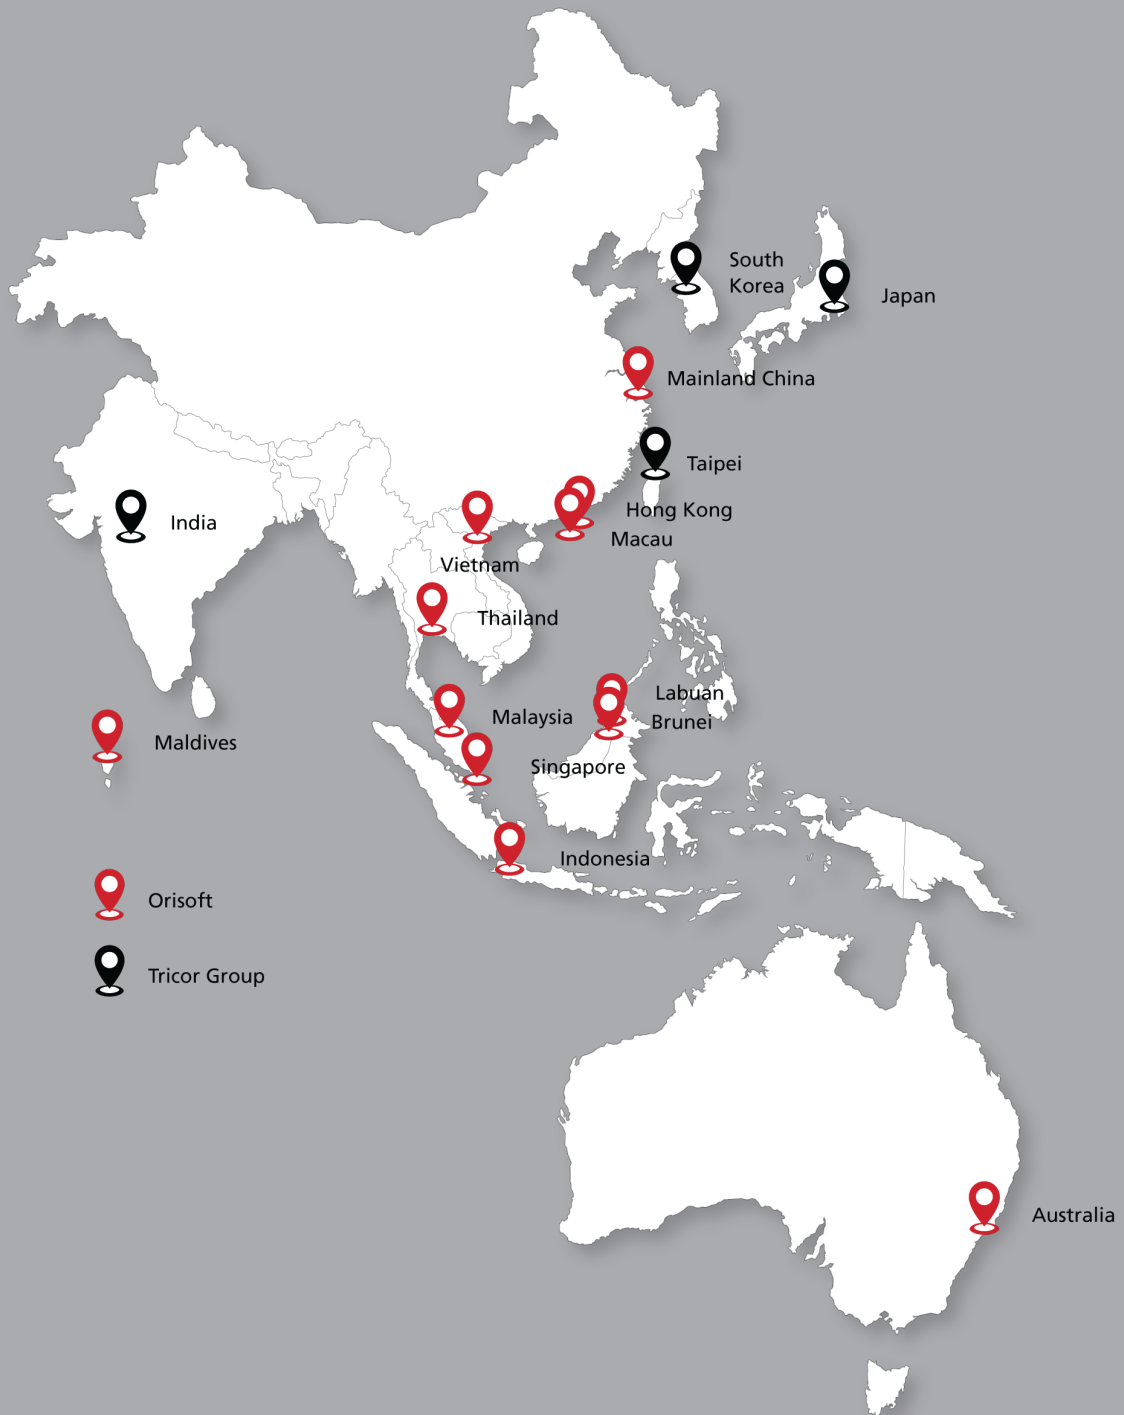 South
Korea
Japan
Mainland China
Taipei
Hong Kong
India
Macau
Vietnam
Thailand
Labuan
Malaysia
Brunei
Maldives
Singapore
Indonesia
Orisoft
Tricor Group
Australia